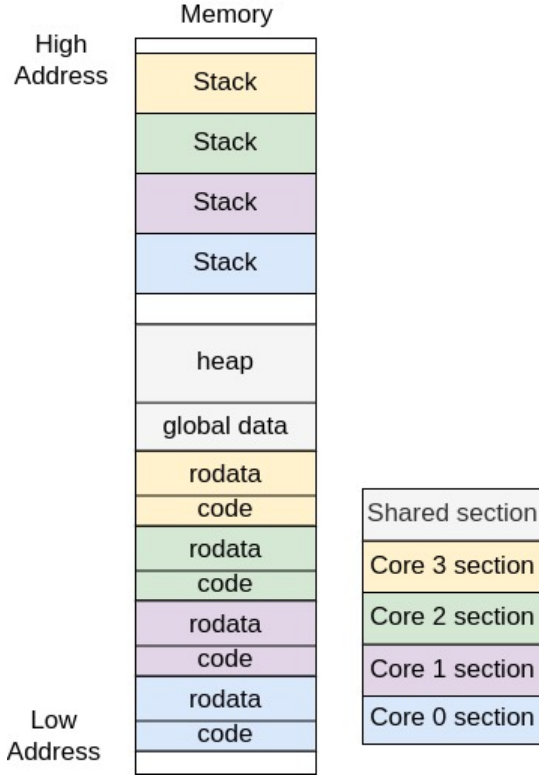 Memory
High
Address
Stack
Stack
Stack
Stack
heap
global data
rodata
code
rodata
code
rodata
code
rodata
code
Low
Address
Shared section
Core 3 section
Core 2 section
Core 1 section
Core 0 section